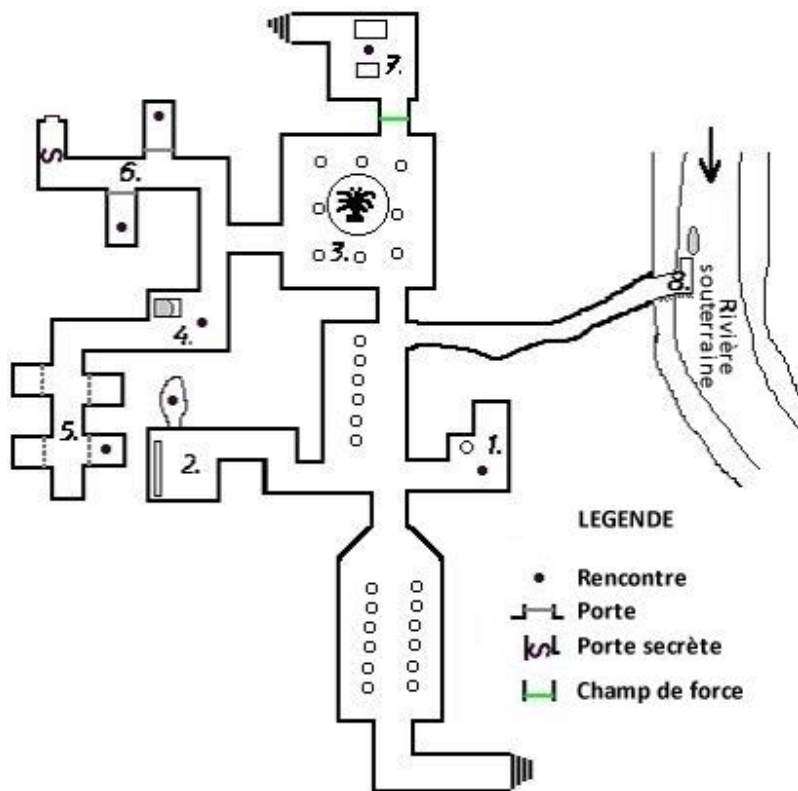 7.
S
6.
3.
8.
Rivière
souterraine
4.
5.
2.
1.
LEGENDE
Rencontre
Porte
S Porte secrète
Champ de force